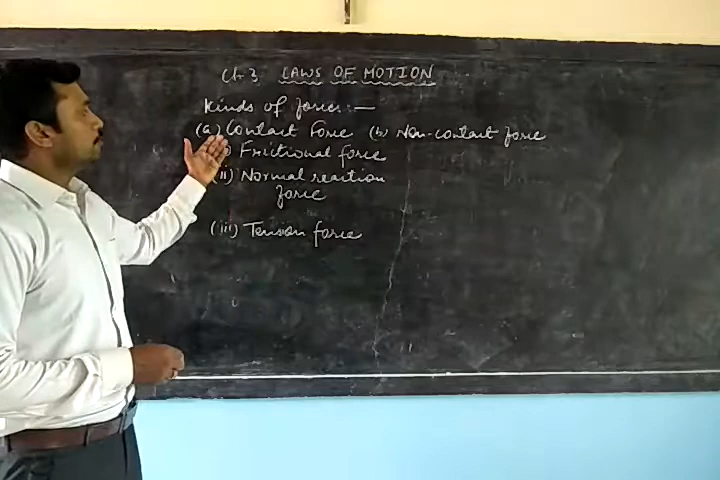 Ch. 3 LAWS OF MOTION
Kinds of force :—
(a) Contact Force (b) Non-contact force
Frictional force
(ii) Normal reaction
force
(iii) Tension force